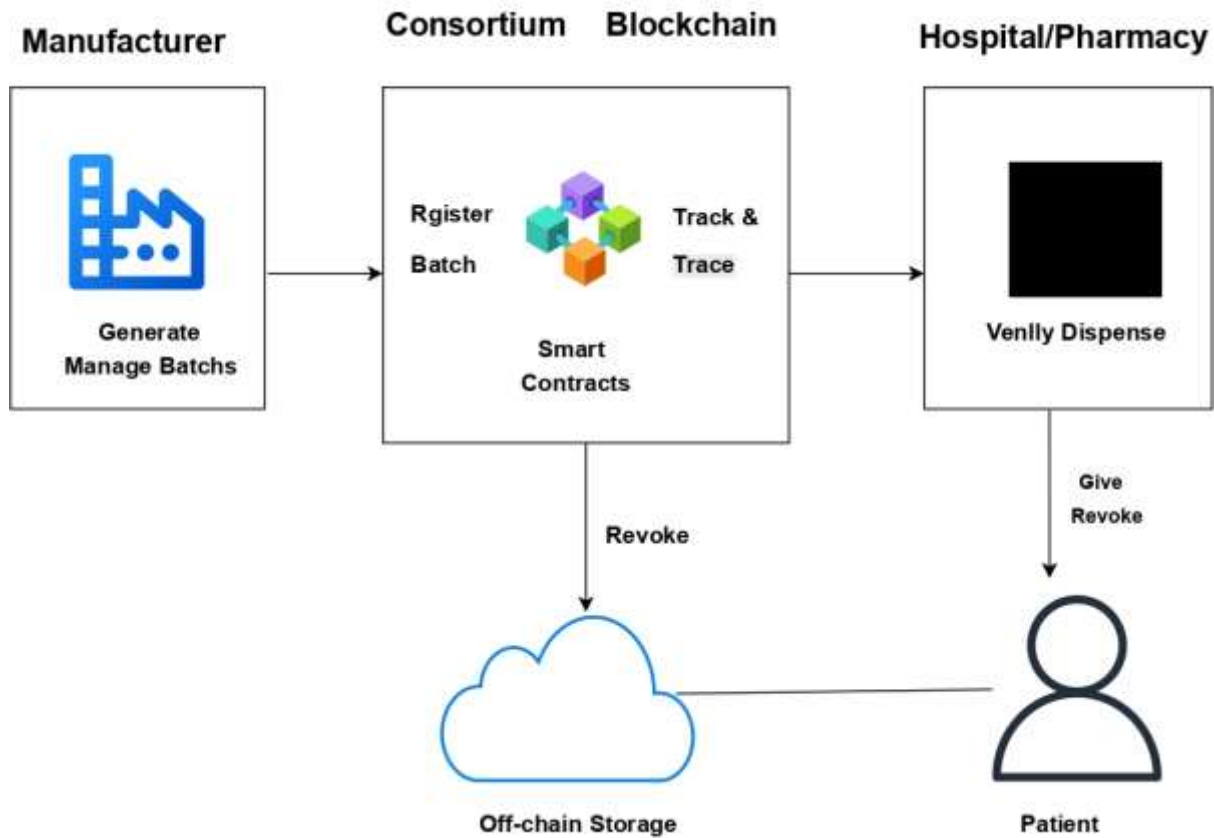 Manufacturer
Consortium Blockchain
Hospital/Pharmacy
Generate
Manage Batchs
Rgister
Batch
Track &
Trace
Smart
Contracts
Venlly Dispense
Revoke
Give
Revoke
Off-chain Storage
Patient